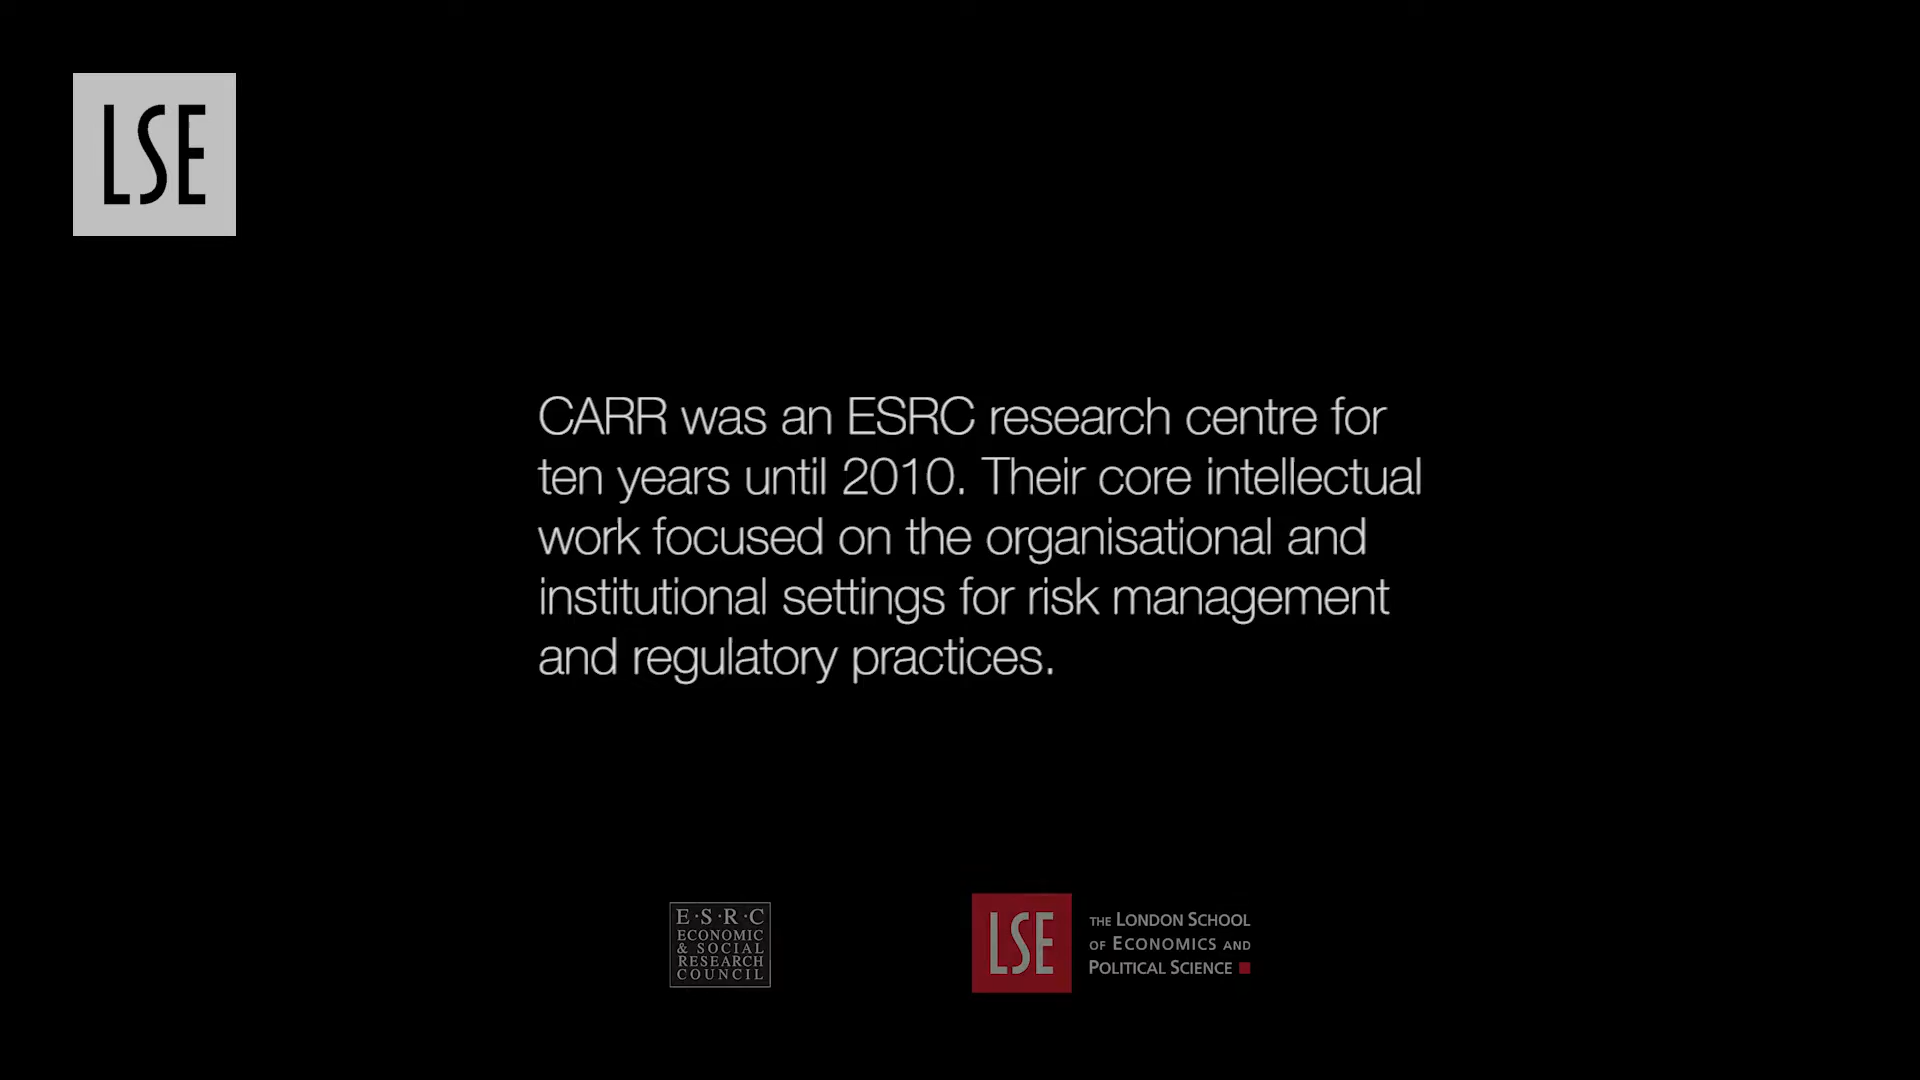 LSE
CARR was an ESRC research centre for
ten years until 2010. Their core intellectual
work focused on the organisational and
institutional settings for risk management
and regulatory practices.
E·S·R·C
ECONOMIC
& SOCIAL
RESEARCH
COUNCIL
LSE
THE LONDON SCHOOL
OF ECONOMICS AND
POLITICAL SCIENCE